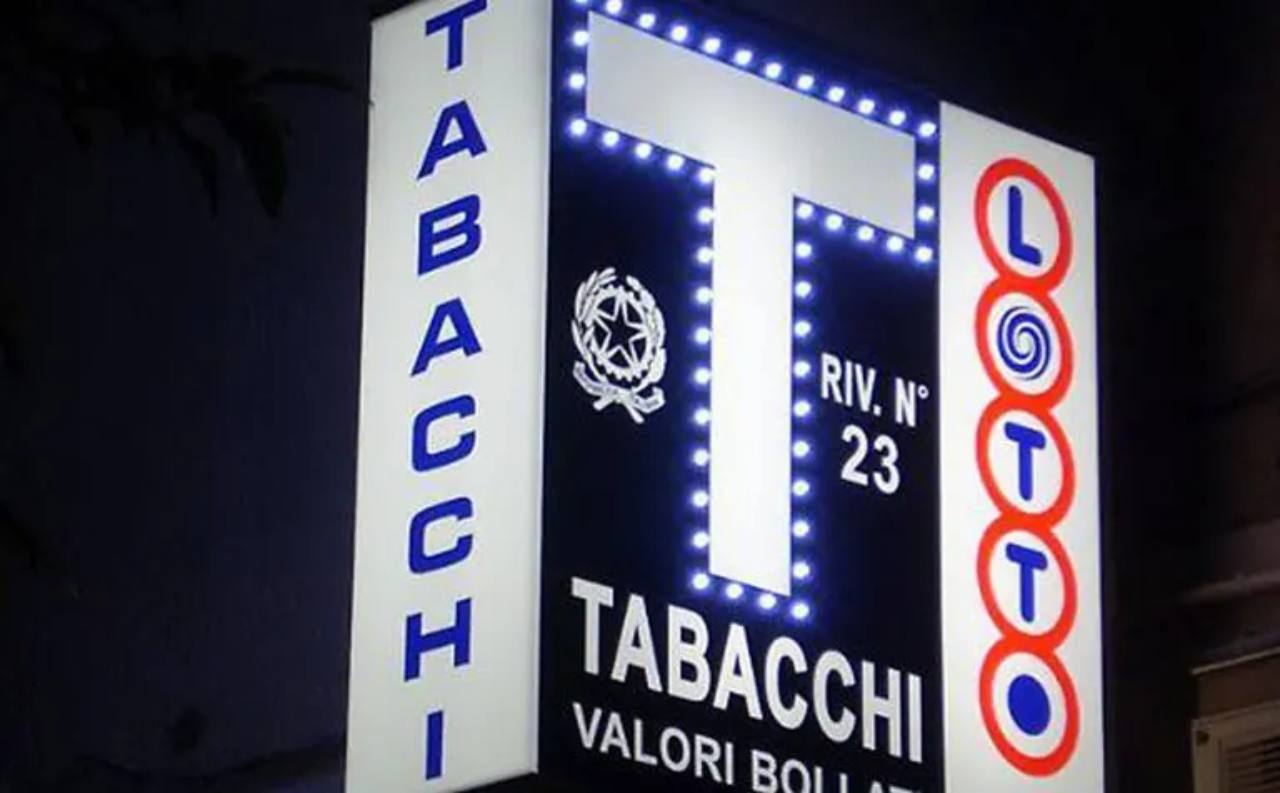 TABACCHI
T
RIV. N°
23
TABACCHI
VALORI
LOTTO